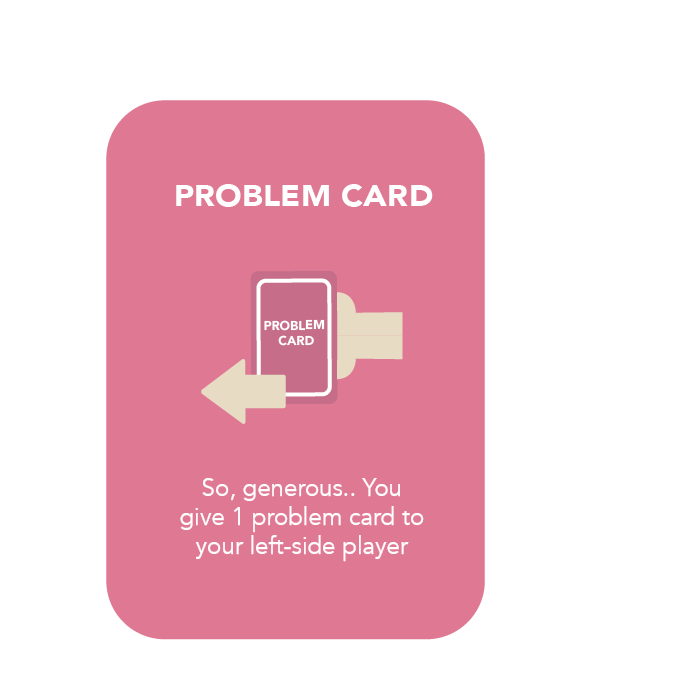 PROBLEM CARD
PROBLEM
CARD
So, generous.. You
give 1 problem card to
your left-side player